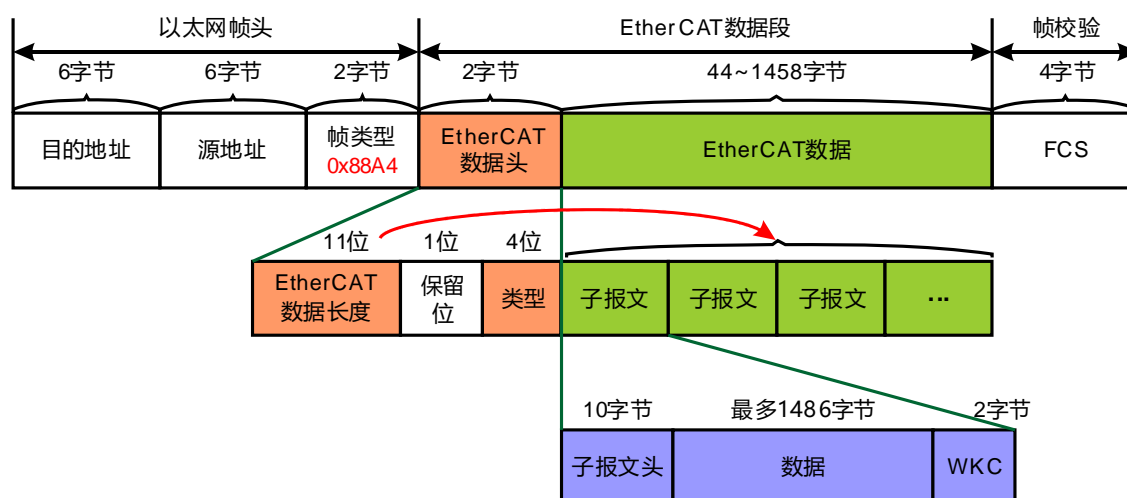 以太网帧头
EtherCAT数据段
帧校验
6字节
6字节
2字节
2字节
44~1458字节
4字节
目的地址
源地址
帧类型
0x88A4
EtherCAT
数据头
EtherCAT数据
FCS
11位
1位
4位
EtherCAT
数据长度
保留
位
类型
子报文
子报文
子报文
...
10字节
最多1486字节
2字节
子报文头
数据
WKC